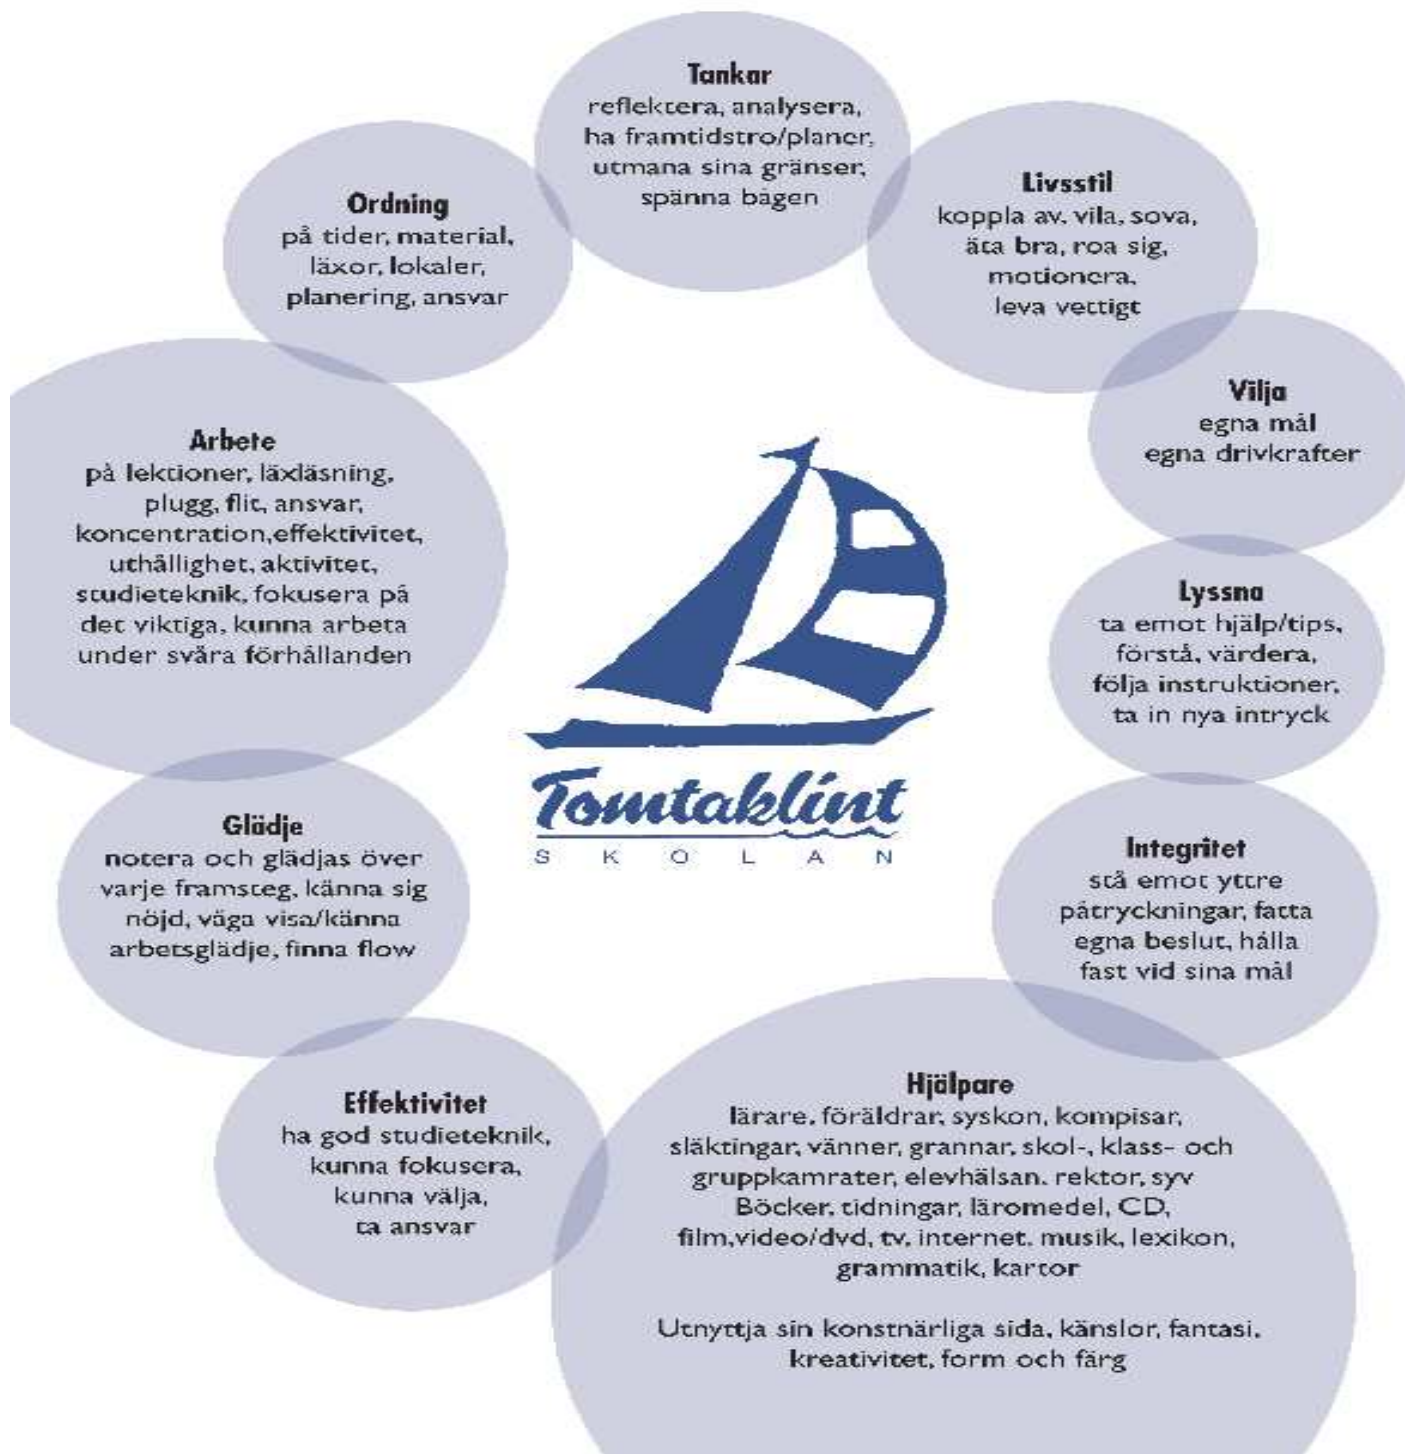 Tankar
reflektera, analysera,
ha framtidstro/planer,
utmana sina gränser,
spänna bågen
Livsstil
koppla av, vila, sova,
äta bra, roa sig,
motionera,
leva vettigt
Vilja
egna mål
egna drivkrafter
Lyssna
ta emot hjälp/tips,
förstå, värdera,
följa instruktioner,
ta in nya intryck
Integritet
stå emot yttre
påtryckningar, fatta
egna beslut, hålla
fast vid sina mål
Hjälpare
lärare, föräldrar, syskon, kompisar,
släktingar, vänner, grannar, skol-, klass- och
gruppkamrater, elevhälsan, rektor, syv
Böcker, tidningar, läromedel, CD,
film,video/dvd, tv, internet, musik, lexikon,
grammatik, kartor
Utnyttja sin konstnärliga sida, känslor, fantasi,
kreativitet, form och färg
Effektivitet
ha god studieteknik,
kunna fokusera,
kunna välja,
ta ansvar
Glädje
notera och glädjas över
varje framsteg, känna sig
nöjd, våga visa/känna
arbetsglädje, finna flow
Arbete
på lektioner, läxläsning,
plugg, flit, ansvar,
koncentration,effektivitet,
uthållighet, aktivitet,
studieteknik, fokusera på
det viktiga, kunna arbeta
under svåra förhållanden
Ordning
på tider, material,
läxor, lokaler,
planering, ansvar
Tomtaklint
SKOLAN